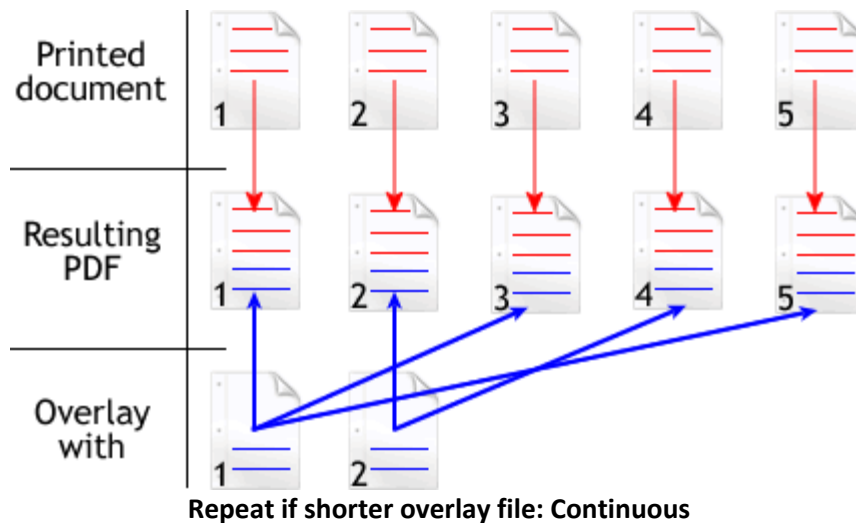 Printed
document
1 2 3 4 5
Resulting
PDF
1 2 3 4 5
Overlay
with
1 2
Repeat if shorter overlay file: Continuous